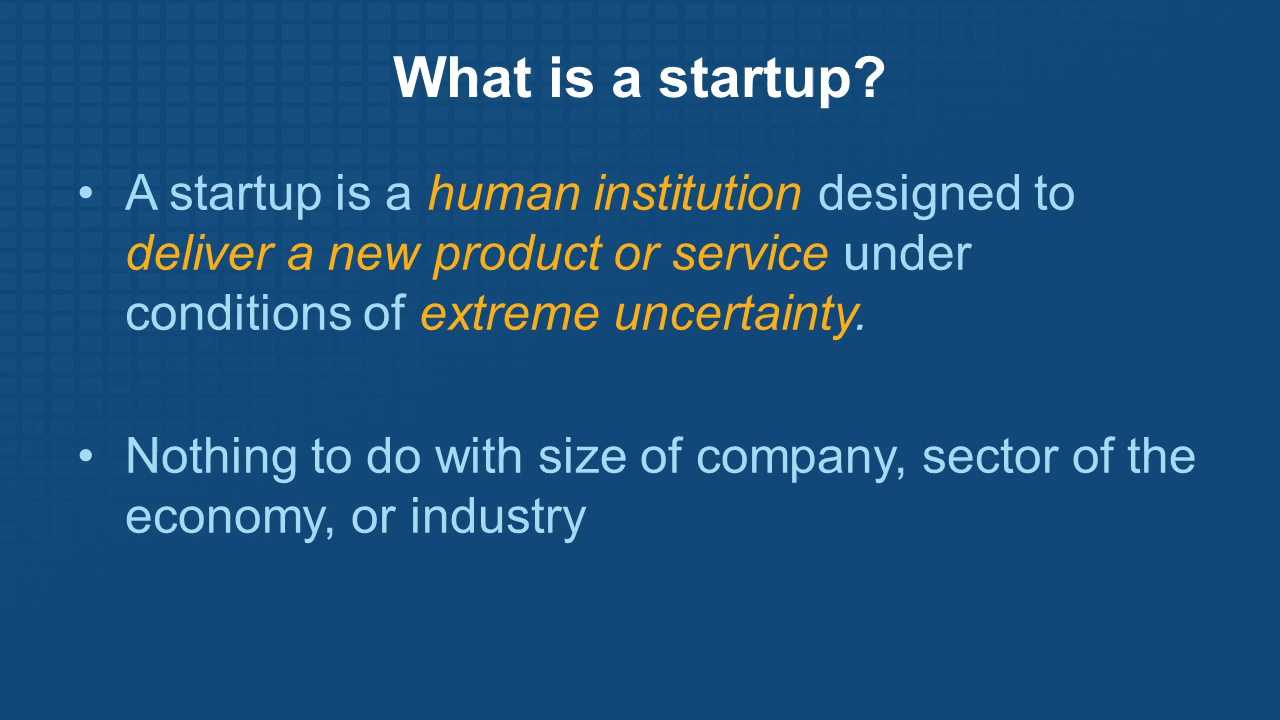 What is a startup?
• A startup is a human institution designed to
deliver a new product or service under
conditions of extreme uncertainty.
• Nothing to do with size of company, sector of the
economy, or industry